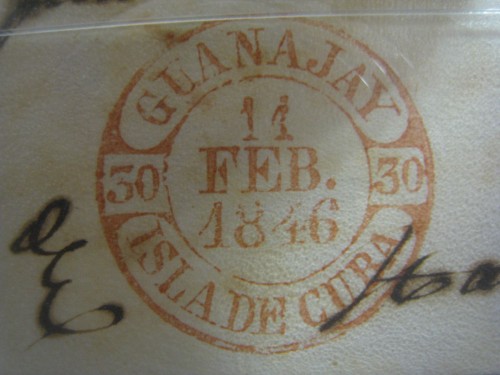 GUANAJAY
11
FEB.
1846
30
30
ISLA DE CUBA